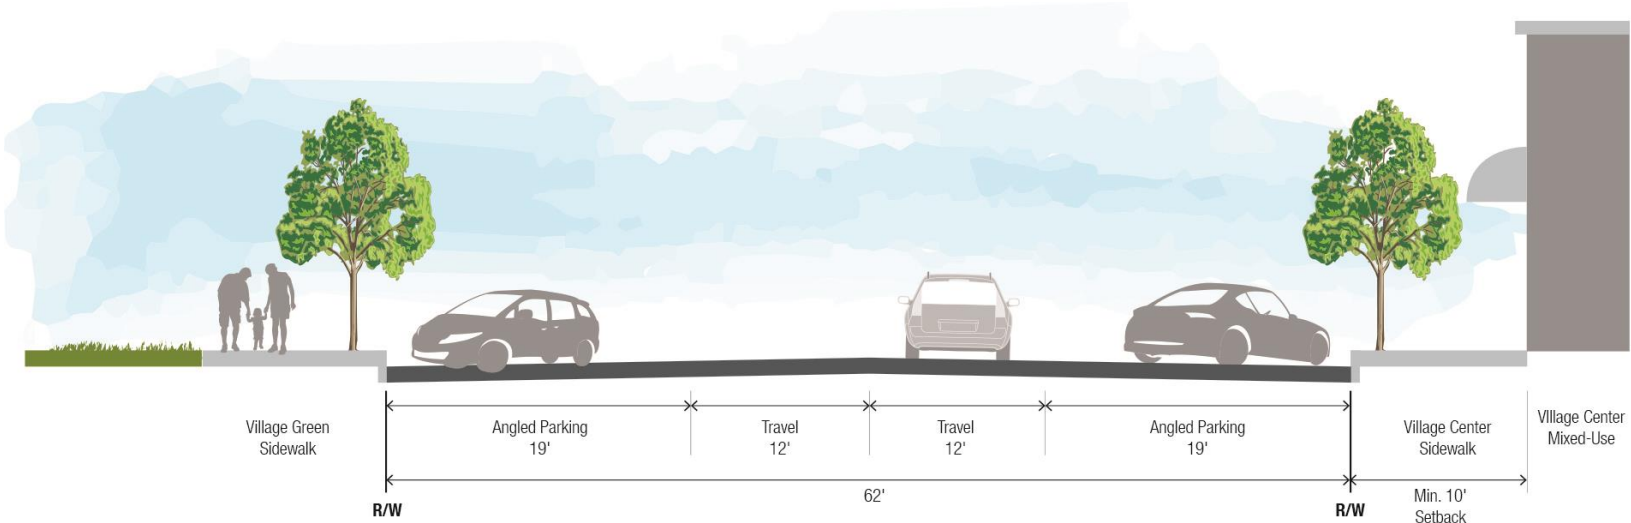 Village Green
Sidewalk
Angled Parking
19'
Travel
12'
Travel
12'
Angled Parking
19'
Village Center
Sidewalk
VIllage Center
Mixed-Use
62'
Min. 10'
Setback
R/W
R/W